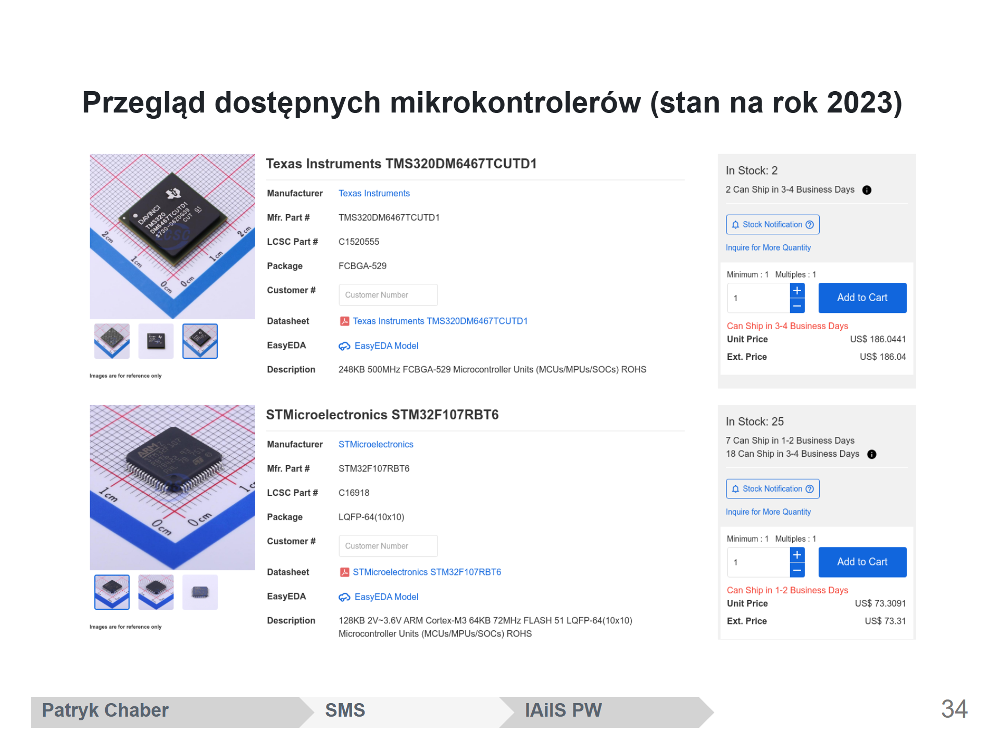 Przegląd dostępnych mikrokontrolerów (stan na rok 2023)
DAVINCI
TMS320
DM6467TCUTD1
CUT G1
LCSC
2cm
1cm
0cm
0cm
1cm
2cm
Images are for reference only
Texas Instruments TMS320DM6467TCUTD1
Manufacturer Texas Instruments
Mfr. Part # TMS320DM6467TCUTD1
LCSC Part # C1520555
Package FCBGA-529
Customer # Customer Number
Datasheet Texas Instruments TMS320DM6467TCUTD1
EasyEDA EasyEDA Model
Description 248KB 500MHz FCBGA-529 Microcontroller Units (MCUs/MPUs/SOCs) ROHS
In Stock: 2
2 Can Ship in 3-4 Business Days
Stock Notification
Inquire for More Quantity
Minimum : 1 Multiples : 1
1 Add to Cart
Can Ship in 3-4 Business Days
Unit Price US$ 186.0441
Ext. Price US$ 186.04
ARM
STM32F107
RBT6
1cm
0cm
0cm
Images are for reference only
STMicroelectronics STM32F107RBT6
Manufacturer STMicroelectronics
Mfr. Part # STM32F107RBT6
LCSC Part # C16918
Package LQFP-64(10x10)
Customer # Customer Number
Datasheet STMicroelectronics STM32F107RBT6
EasyEDA EasyEDA Model
Description 128KB 2V~3.6V ARM Cortex-M3 64KB 72MHz FLASH 51 LQFP-64(10x10)
Microcontroller Units (MCUs/MPUs/SOCs) ROHS
In Stock: 25
7 Can Ship in 1-2 Business Days
18 Can Ship in 3-4 Business Days
Stock Notification
Inquire for More Quantity
Minimum : 1 Multiples : 1
1 Add to Cart
Can Ship in 1-2 Business Days
Unit Price US$ 73.3091
Ext. Price US$ 73.31
Patryk Chaber SMS IAiIS PW 34